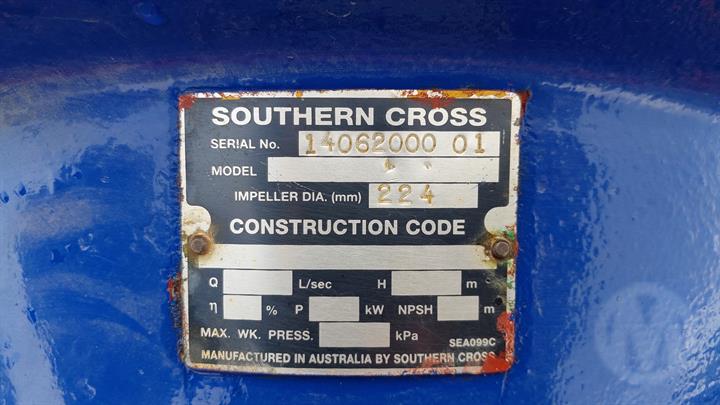 SOUTHERN CROSS
SERIAL No. 14062000 01
MODEL
IMPELLER DIA. (mm) 224
CONSTRUCTION CODE
Q L/sec H m
η % P kW NPSH m
MAX. WK. PRESS. kPa
SEA099C
MANUFACTURED IN AUSTRALIA BY SOUTHERN CROSS